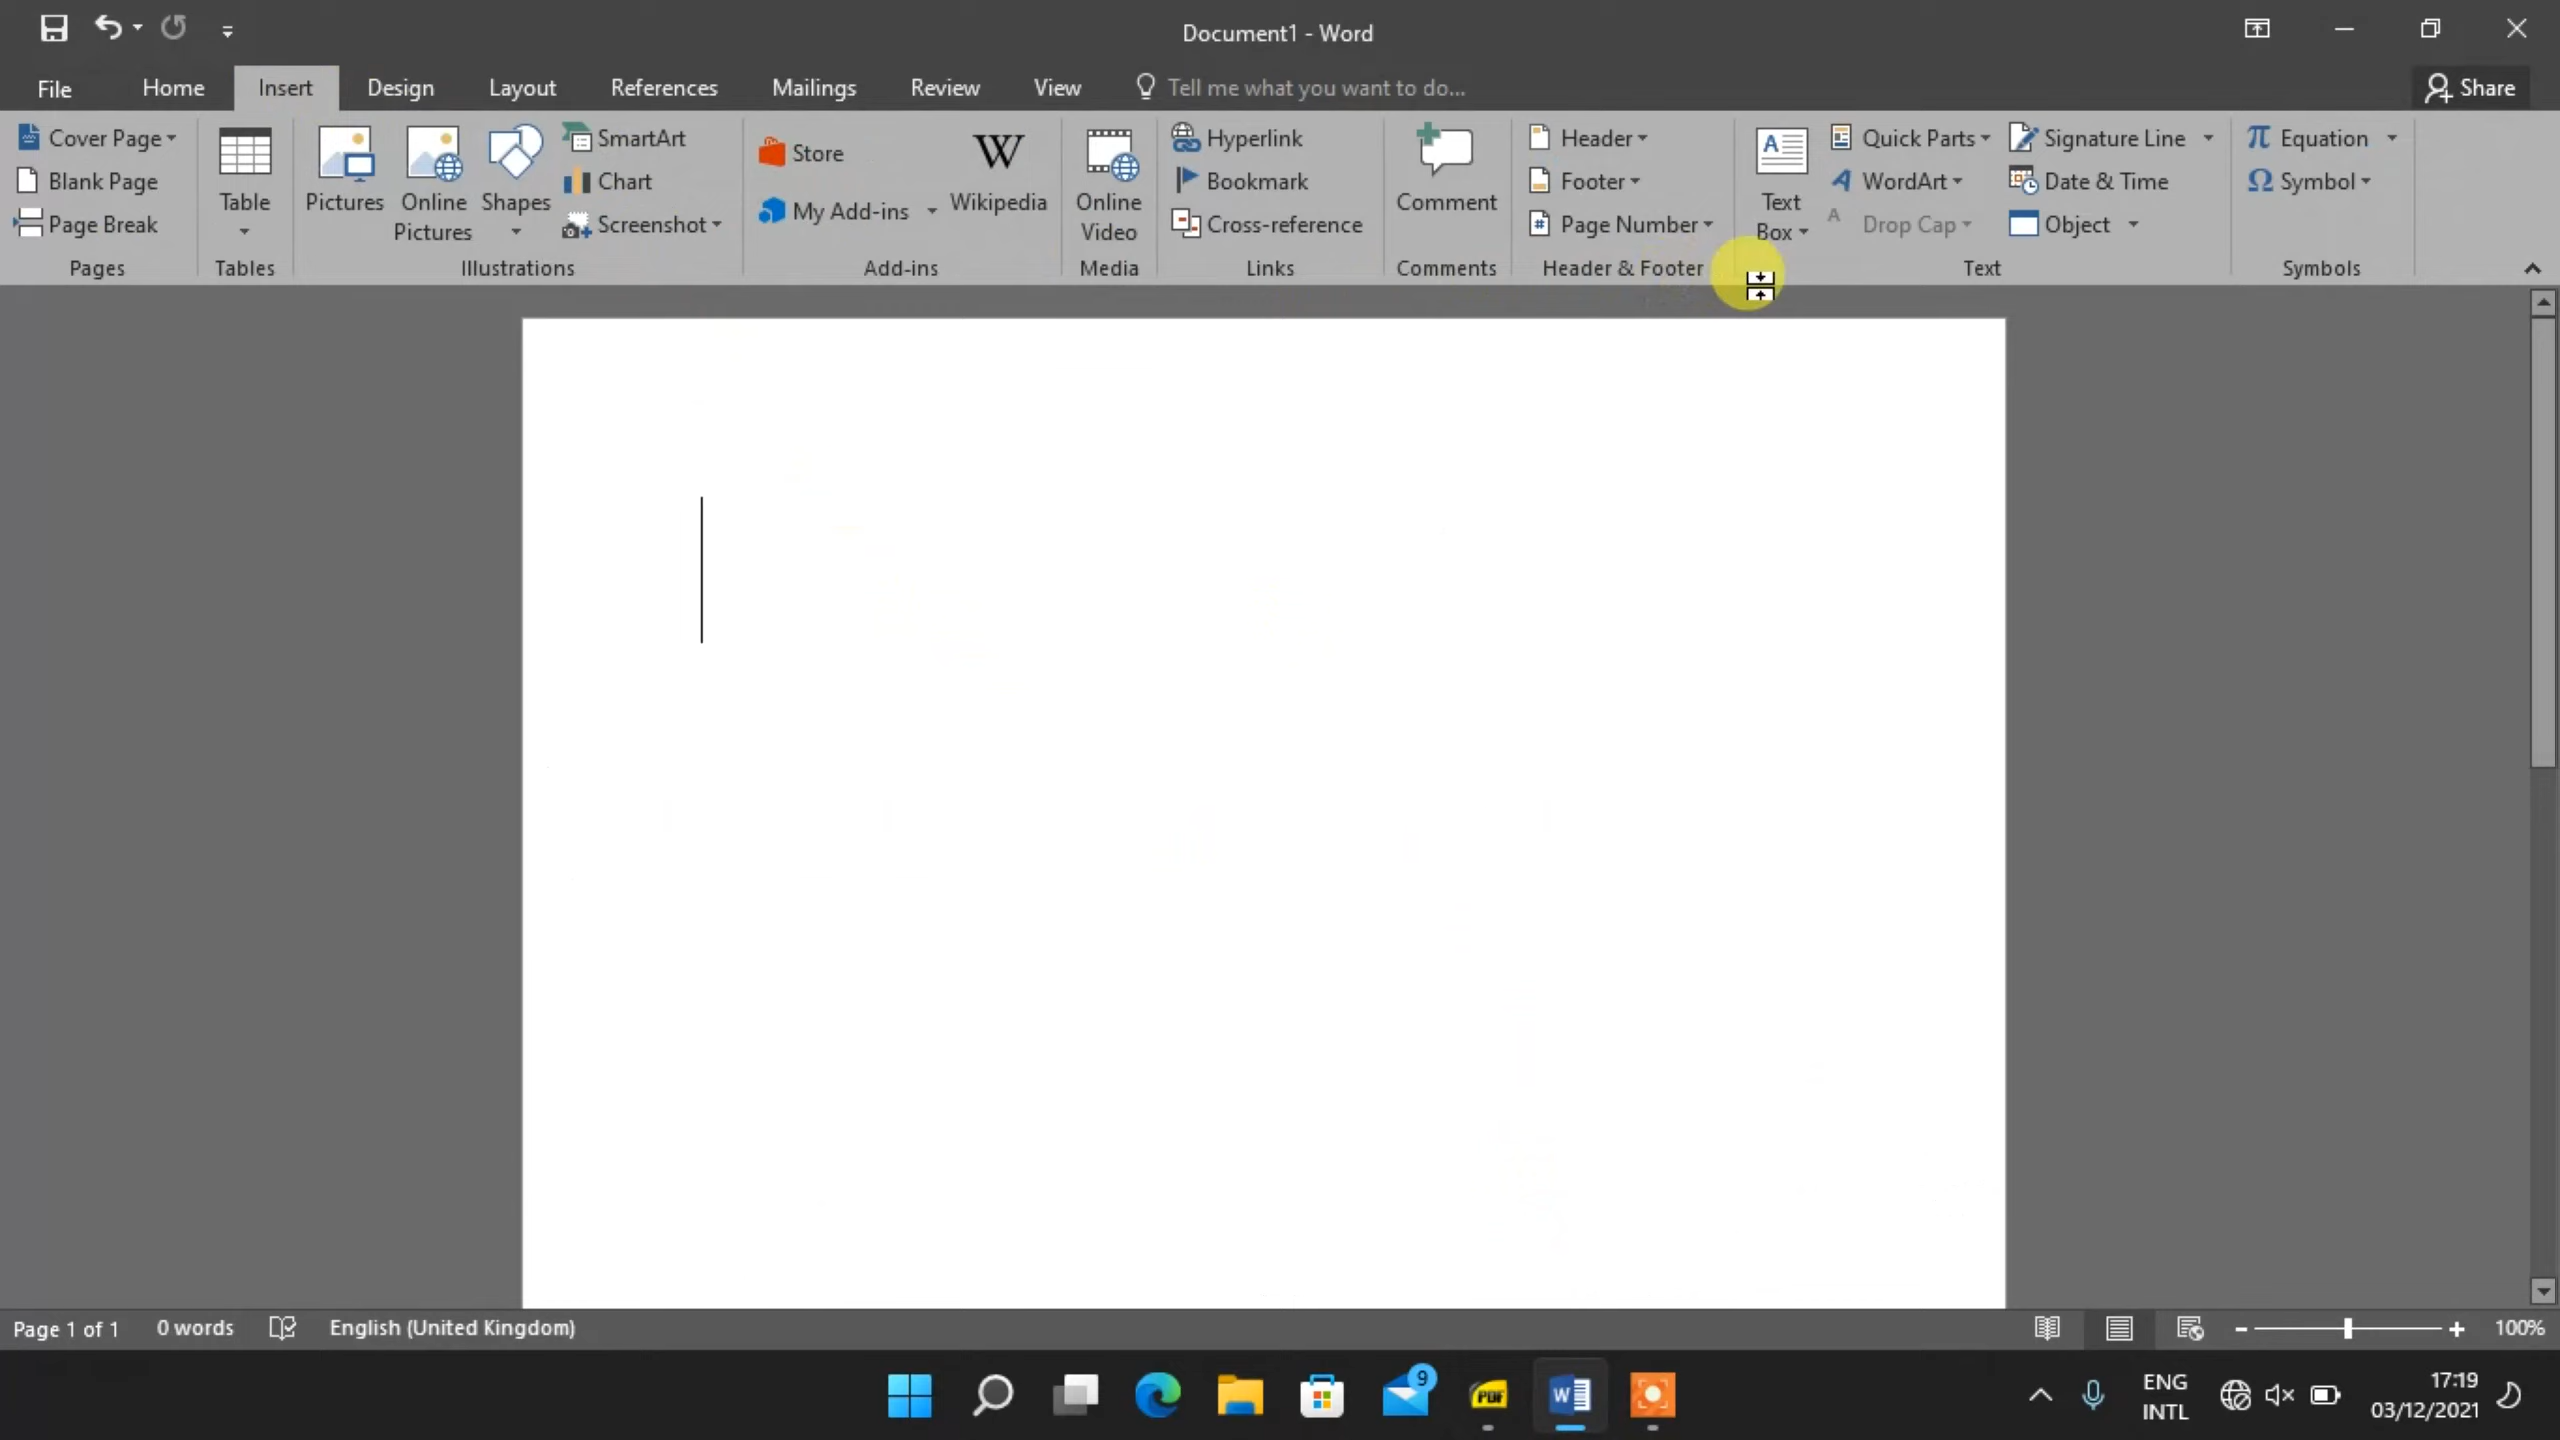 Document1 - Word
File Home Insert Design Layout References Mailings Review View Tell me what you want to do... Share
Cover Page
Blank Page
Page Break
Pages
Table
Tables
Pictures
Online Pictures
Shapes
SmartArt
Chart
Screenshot
Illustrations
Store
My Add-ins
Wikipedia
Add-ins
Online Video
Media
Hyperlink
Bookmark
Cross-reference
Links
Comment
Comments
Header
Footer
# Page Number
Header & Footer
Text Box
Quick Parts
WordArt
Drop Cap
Signature Line
Date & Time
Object
Text
π Equation
Ω Symbol
Symbols
Page 1 of 1 0 words English (United Kingdom) 100%
9
PDF
W
ENG
INTL
17:19
03/12/2021